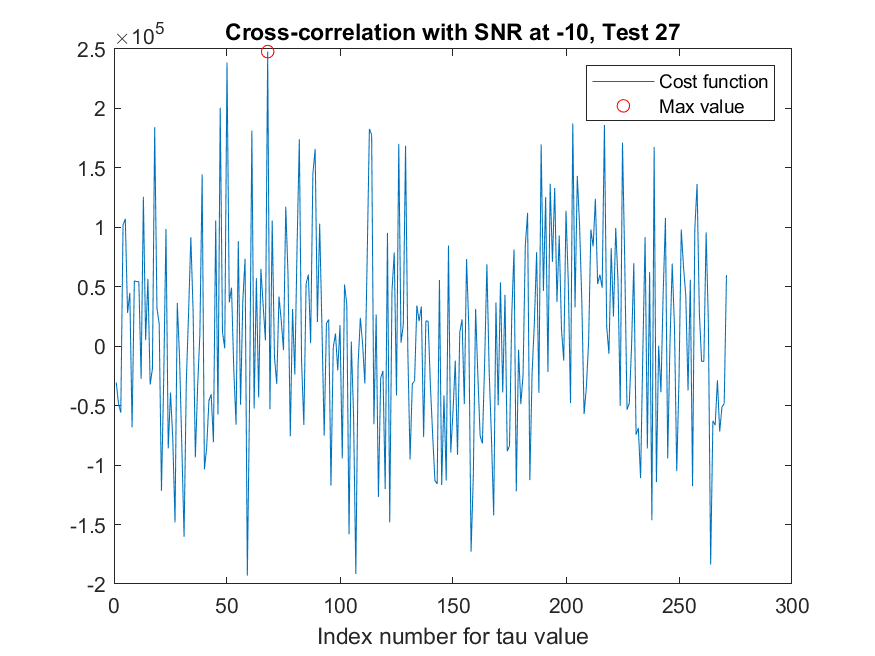 ×10^5
Cross-correlation with SNR at -10, Test 27
2.5
2
1.5
1
0.5
0
-0.5
-1
-1.5
-2
Cost function
Max value
0 50 100 150 200 250 300
Index number for tau value